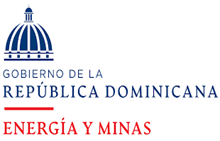 GOBIERNO DE LA
REPÚBLICA DOMINICANA
ENERGÍA Y MINAS